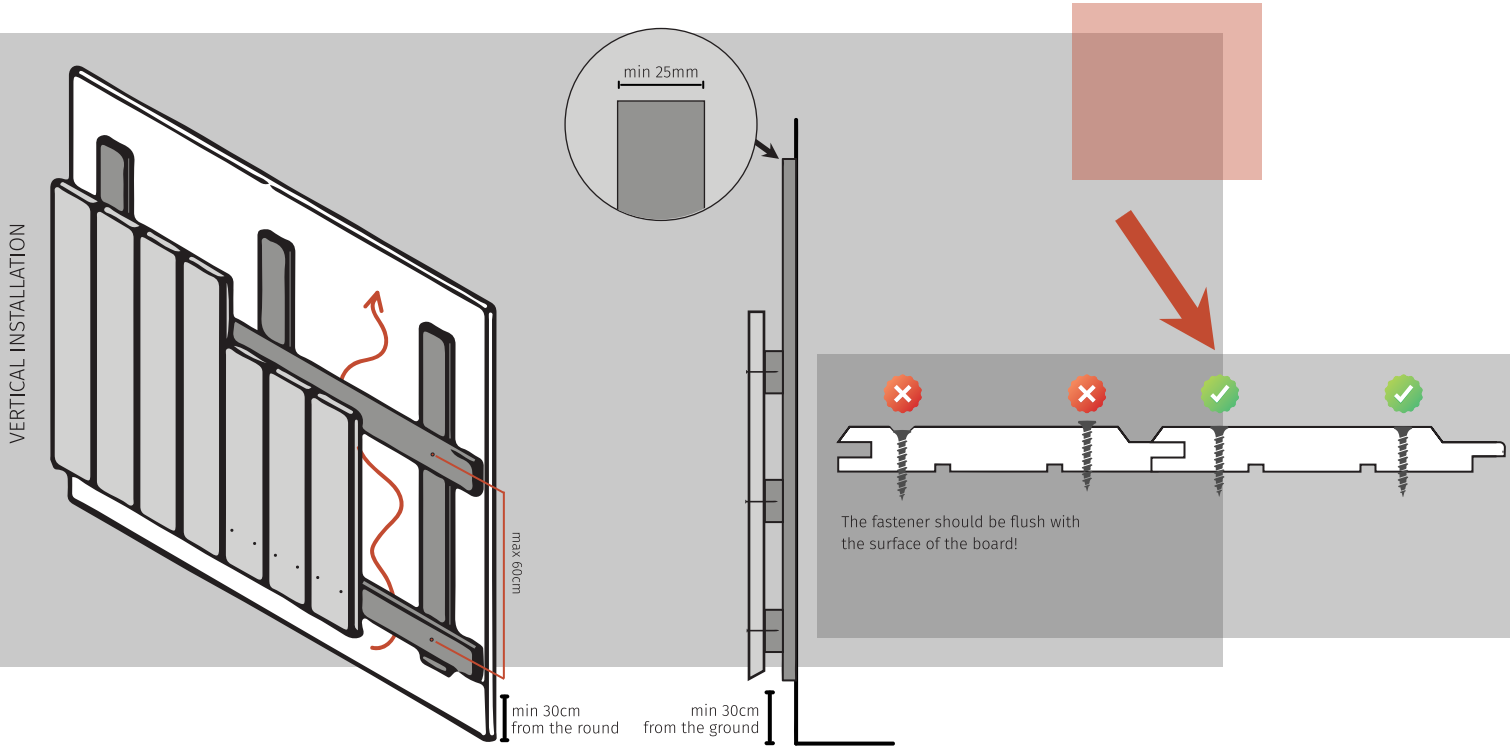 VERTICAL INSTALLATION
min 25mm
max 60cm
The fastener should be flush with
the surface of the board!
min 30cm
from the round
min 30cm
from the ground